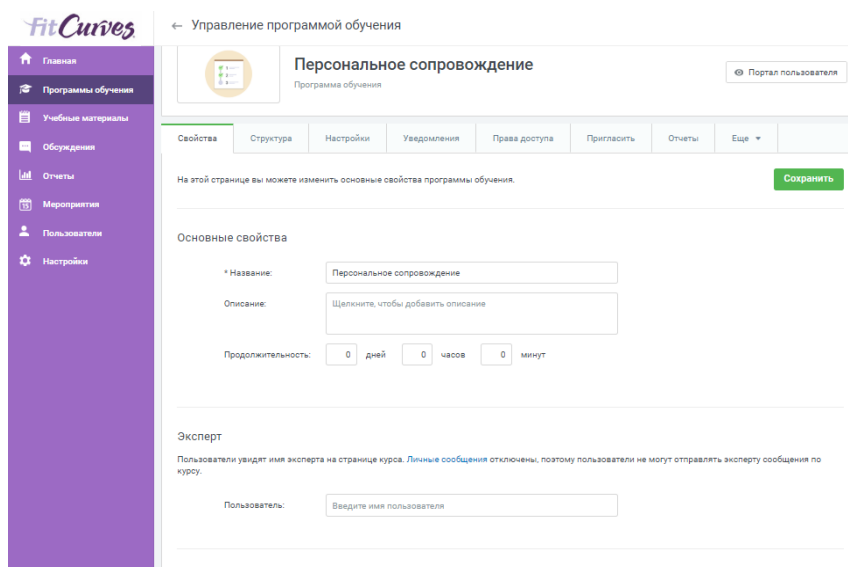 FitCurves
← Управление программой обучения
Главная
Программы обучения
Учебные материалы
Обсуждения
Отчеты
15 Мероприятия
Пользователи
Настройки
Персональное сопровождение
Программа обучения
Портал пользователя
Свойства Структура Настройки Уведомления Права доступа Пригласить Отчеты Еще
На этой странице вы можете изменить основные свойства программы обучения.
Сохранить
Основные свойства
* Название: Персональное сопровождение
Описание: Щелкните, чтобы добавить описание
Продолжительность: 0 дней 0 часов 0 минут
Эксперт
Пользователи увидят имя эксперта на странице курса. Личные сообщения отключены, поэтому пользователи не могут отправлять эксперту сообщения по
курсу.
Пользователь: Введите имя пользователя